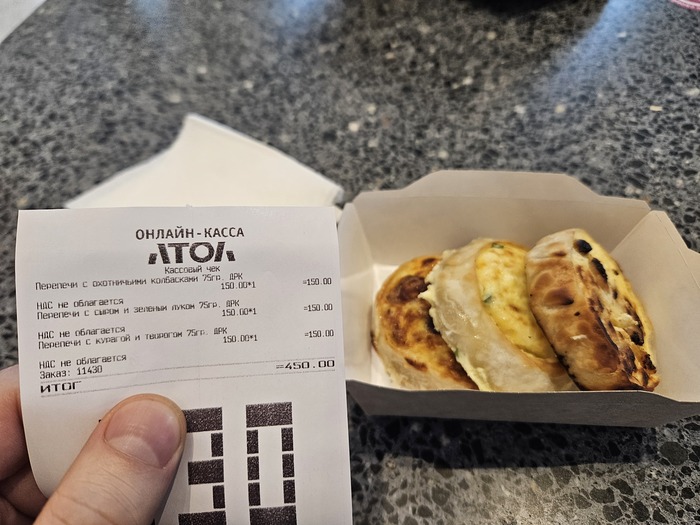 ОНЛАЙН-КАССА
АТОЛ
Кассовый чек
Перепечи с охотничьими колбасками 75гр. ДРК
150.00*1 =150.00
НДС не облагается
Перепечи с сыром и зеленым луком 75гр. ДРК
150.00*1 =150.00
НДС не облагается
Перепечи с курагой и творогом 75гр. ДРК
150.00*1 =150.00
НДС не облагается
Заказ: 11430
ИТОГ =450.00
30